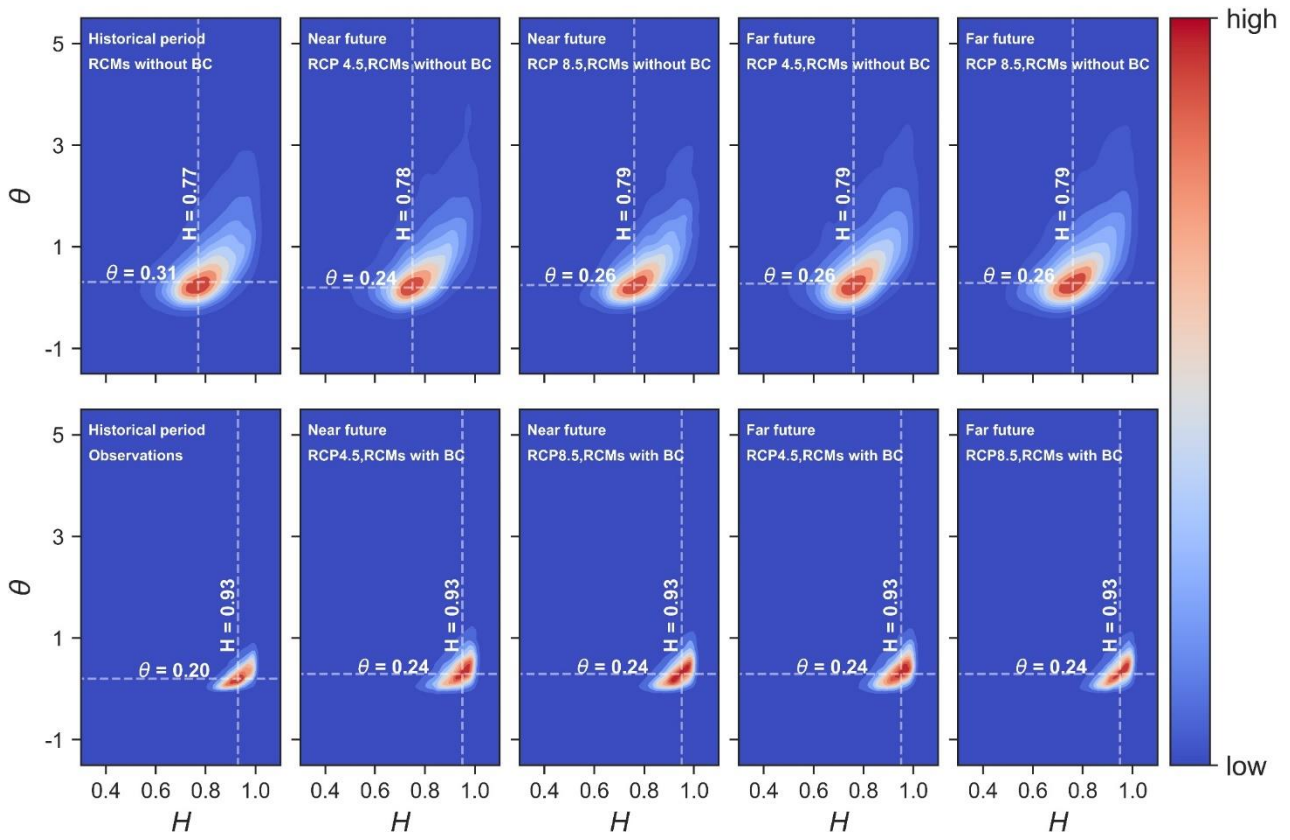 Historical period
RCMs without BC
H = 0.77
θ = 0.31
Near future
RCP 4.5,RCMs without BC
H = 0.78
θ = 0.24
Near future
RCP 8.5,RCMs without BC
H = 0.79
θ = 0.26
Far future
RCP 4.5,RCMs without BC
H = 0.79
θ = 0.26
Far future
RCP 8.5,RCMs without BC
H = 0.79
θ = 0.26
θ
5
3
1
-1
Historical period
Observations
H = 0.93
θ = 0.20
Near future
RCP4.5,RCMs with BC
H = 0.93
θ = 0.24
Near future
RCP8.5,RCMs with BC
H = 0.93
θ = 0.24
Far future
RCP4.5,RCMs with BC
H = 0.93
θ = 0.24
Far future
RCP8.5,RCMs with BC
H = 0.93
θ = 0.24
θ
5
3
1
-1
0.4 0.6 0.8 1.0
H
0.4 0.6 0.8 1.0
H
0.4 0.6 0.8 1.0
H
0.4 0.6 0.8 1.0
H
0.4 0.6 0.8 1.0
H
high
low